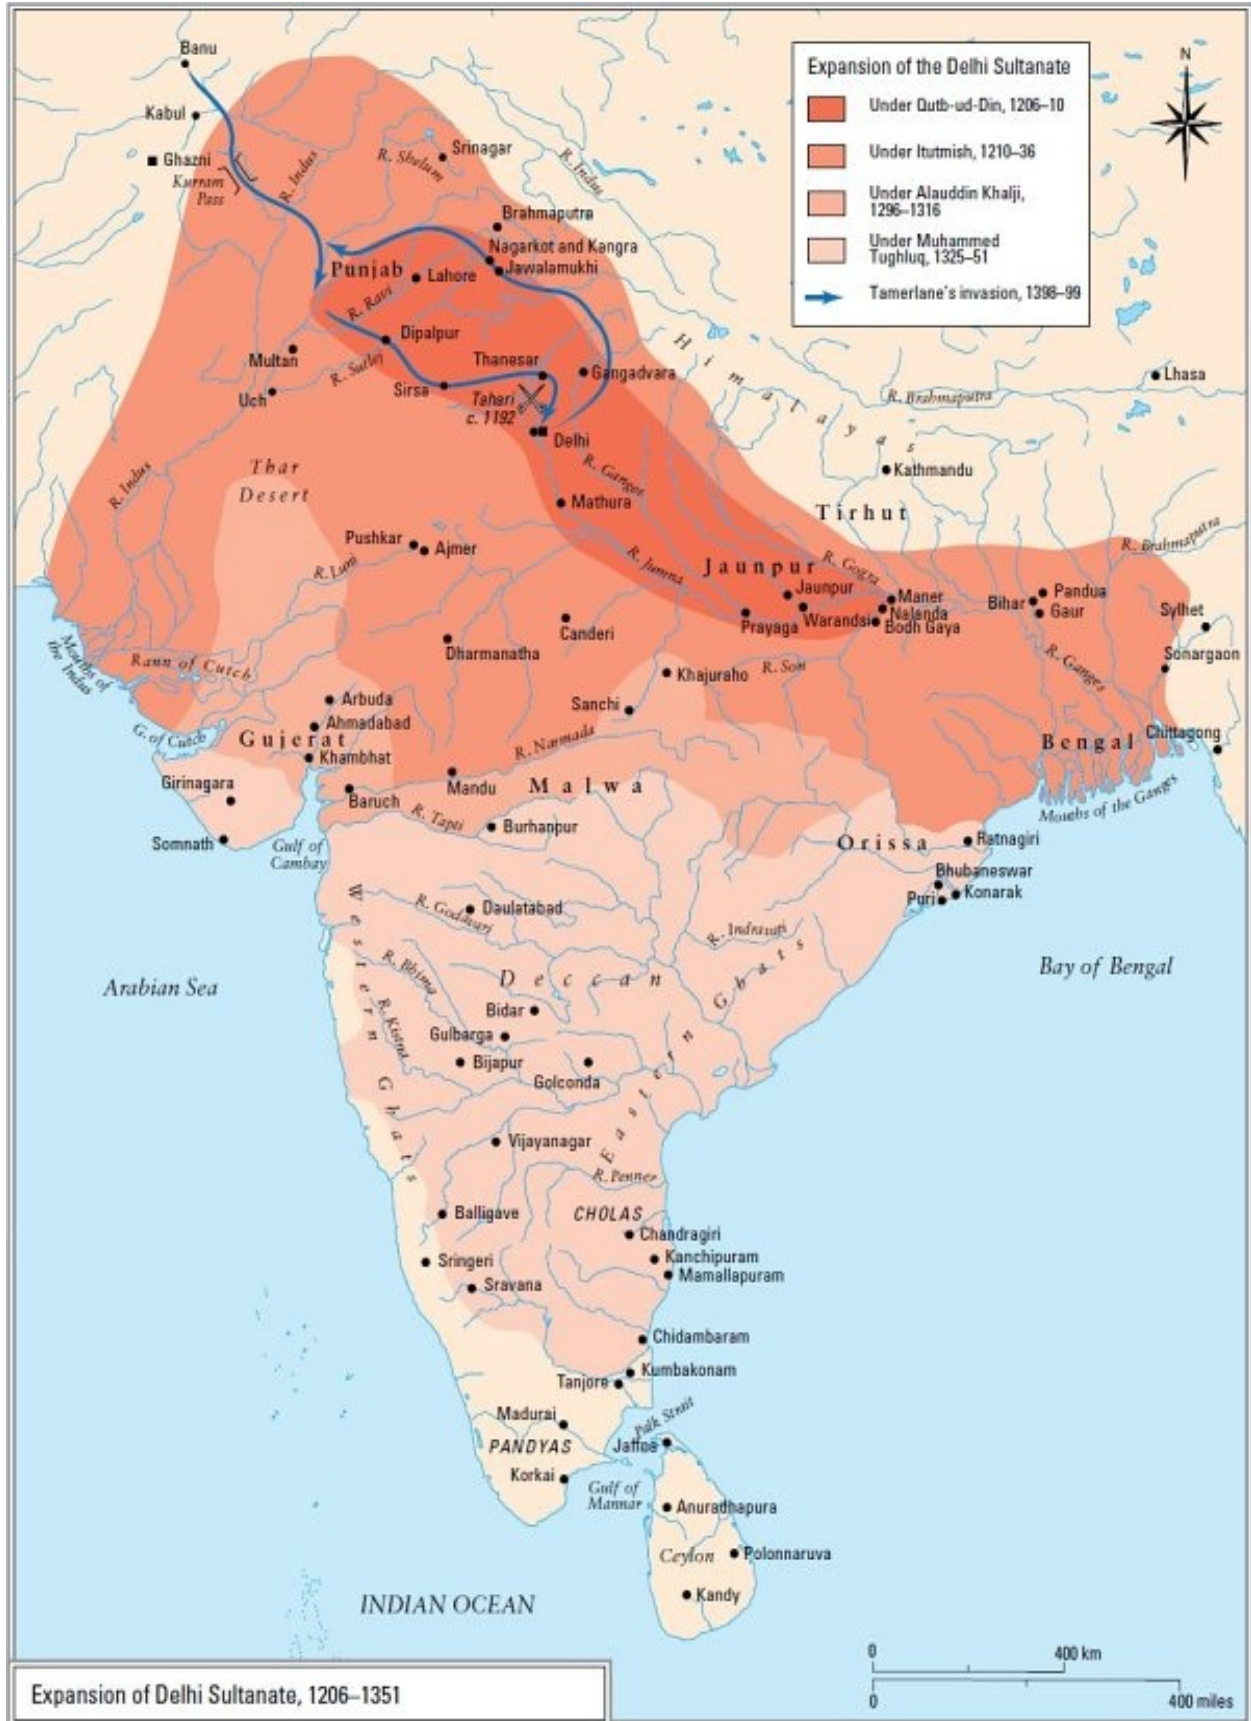 Banu
Kabul
Ghazni
Kurram
Pass
R. Indus
R. Shelum
Srinagar
R. Indus
Brahmaputra
Nagarkot and Kangra
Jawalamukhi
Punjab
Lahore
R. Ravi
Dipalpur
Multan
R. Surlej
Uch
Sirsa
Thanesar
Gangadvara
Tahari
c. 1192
Delhi
Expansion of the Delhi Sultanate
Under Qutb-ud-Din, 1206–10
Under Itutmish, 1210–36
Under Alauddin Khalji,
1296–1316
Under Muhammed
Tughluq, 1325–51
Tamerlane's invasion, 1398–99
N
Himalayas
R. Brahmaputra
Lhasa
Kathmandu
Tirhut
R. Brahmaputra
R. Indus
Thar
Desert
R. Ganges
Mathura
Pushkar
Ajmer
R. Luni
R. Jumna
Jaunpur
R. Gogra
Jaunpur
Maner
Warandsi
Nalanda
Prayaga
Bodh Gaya
Bihar
Pandua
Gaur
Sylhet
Sonargaon
R. Ganges
Canderi
Dharmanatha
Khajuraho
R. Son
Sanchi
Mouths of
the Indus
Rann of Cutch
G. of Cutch
Arbuda
Ahmadabad
Gujerat
Khambhat
R. Narmada
Bengal
Chittagong
Mouths of the Ganges
Girinagara
Baruch
Mandu
Malwa
R. Tapti
Burhanpur
Somnath
Gulf of
Cambay
Orissa
Ratnagiri
Bhubaneswar
Puri
Konarak
Western Ghats
R. Godavari
Daulatabad
R. Indravati
R. Bhima
Deccan
Eastern Ghats
Arabian Sea
Bay of Bengal
R. Kistna
Bidar
Gulbarga
Bijapur
Golconda
Vijayanagar
R. Penner
Balligave
CHOLAS
Chandragiri
Sringeri
Kanchipuram
Mamallapuram
Sravana
Chidambaram
Kumbakonam
Tanjore
Madurai
Palk Strait
PANDYAS
Jaffna
Korkai
Gulf of
Mannar
Anuradhapura
Ceylon
Polonnaruva
Kandy
INDIAN OCEAN
0 400 km
0 400 miles
Expansion of Delhi Sultanate, 1206–1351